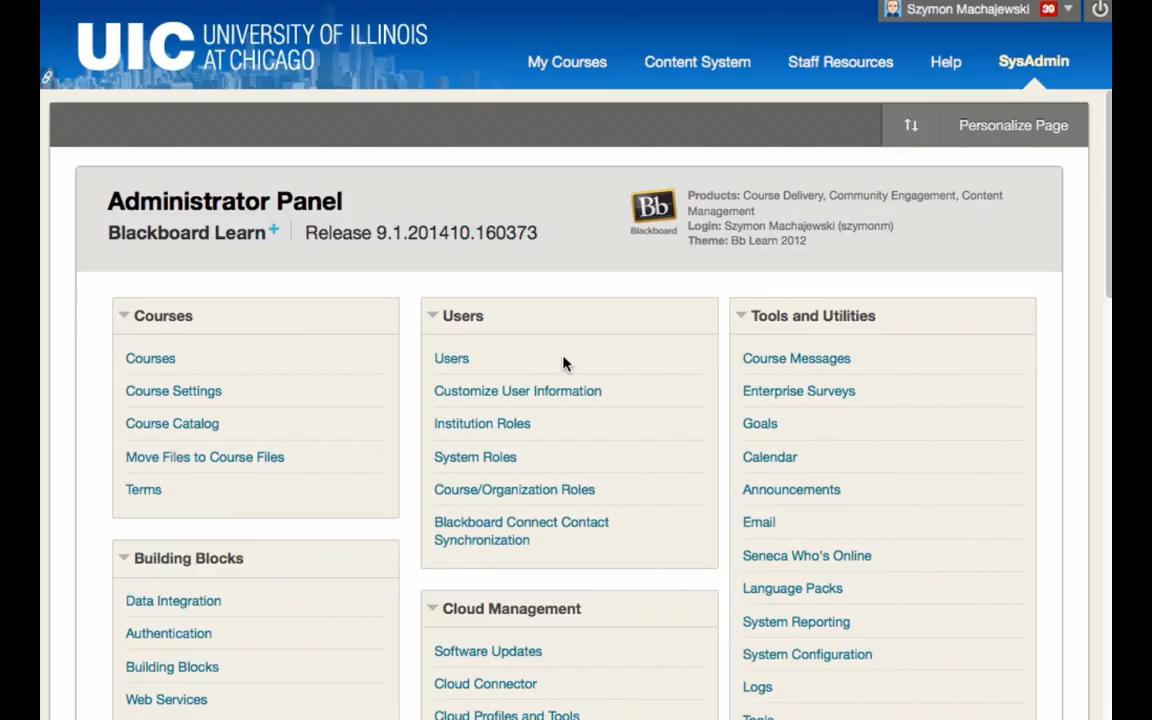 Szymon Machajewski 39
UIC UNIVERSITY OF ILLINOIS
AT CHICAGO
My Courses Content System Staff Resources Help SysAdmin
Personalize Page
Administrator Panel
Blackboard Learn+ Release 9.1.201410.160373
Bb
Blackboard
Products: Course Delivery, Community Engagement, Content
Management
Login: Szymon Machajewski (szymonm)
Theme: Bb Learn 2012
Courses
Courses
Course Settings
Course Catalog
Move Files to Course Files
Terms
Building Blocks
Data Integration
Authentication
Building Blocks
Web Services
Users
Users
Customize User Information
Institution Roles
System Roles
Course/Organization Roles
Blackboard Connect Contact
Synchronization
Cloud Management
Software Updates
Cloud Connector
Cloud Profiles and Tools
Tools and Utilities
Course Messages
Enterprise Surveys
Goals
Calendar
Announcements
Email
Seneca Who's Online
Language Packs
System Reporting
System Configuration
Logs
Tools